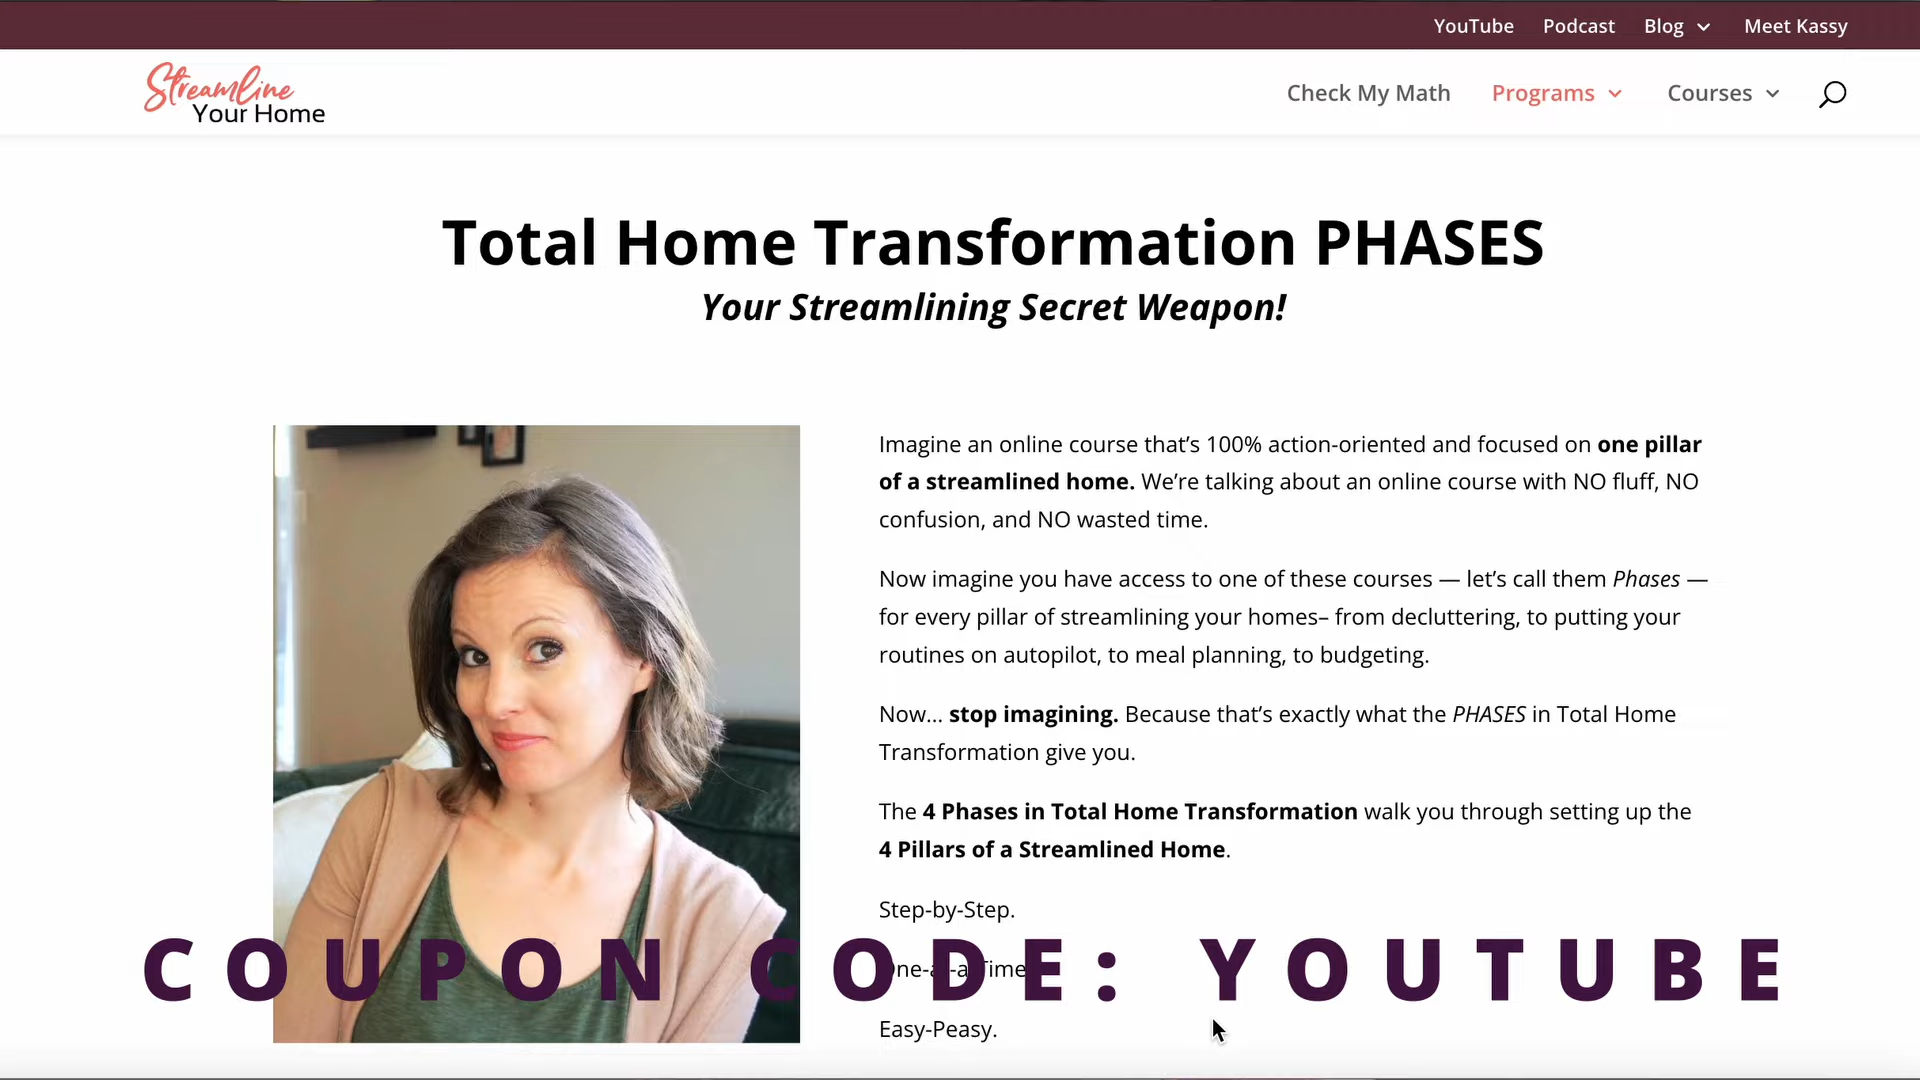 YouTube Podcast Blog Meet Kassy
Streamline
Your Home
Check My Math Programs Courses
Total Home Transformation PHASES
Your Streamlining Secret Weapon!
Imagine an online course that’s 100% action-oriented and focused on one pillar
of a streamlined home. We’re talking about an online course with NO fluff, NO
confusion, and NO wasted time.
Now imagine you have access to one of these courses — let’s call them Phases —
for every pillar of streamlining your homes– from decluttering, to putting your
routines on autopilot, to meal planning, to budgeting.
Now... stop imagining. Because that’s exactly what the PHASES in Total Home
Transformation give you.
The 4 Phases in Total Home Transformation walk you through setting up the
4 Pillars of a Streamlined Home.
Step-by-Step.
COUPON CODE: YOUTUBE
Easy-Peasy.